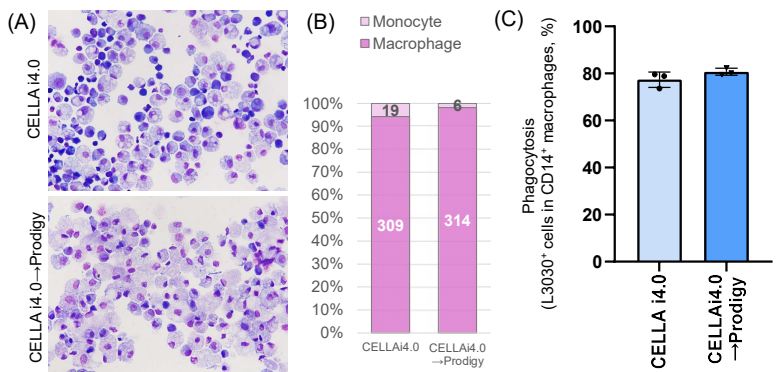 (A)
CELLA i4.0
CELLA i4.0→Prodigy
(B)
Monocyte
Macrophage
100%
90%
80%
70%
60%
50%
40%
30%
20%
10%
0%
19
309
6
314
CELLAi4.0
CELLAi4.0
→Prodigy
(C)
Phagocytosis
(L3030⁺ cells in CD14⁺ macrophages, %)
100
80
60
40
20
0
CELLA i4.0
CELLAi4.0
→Prodigy